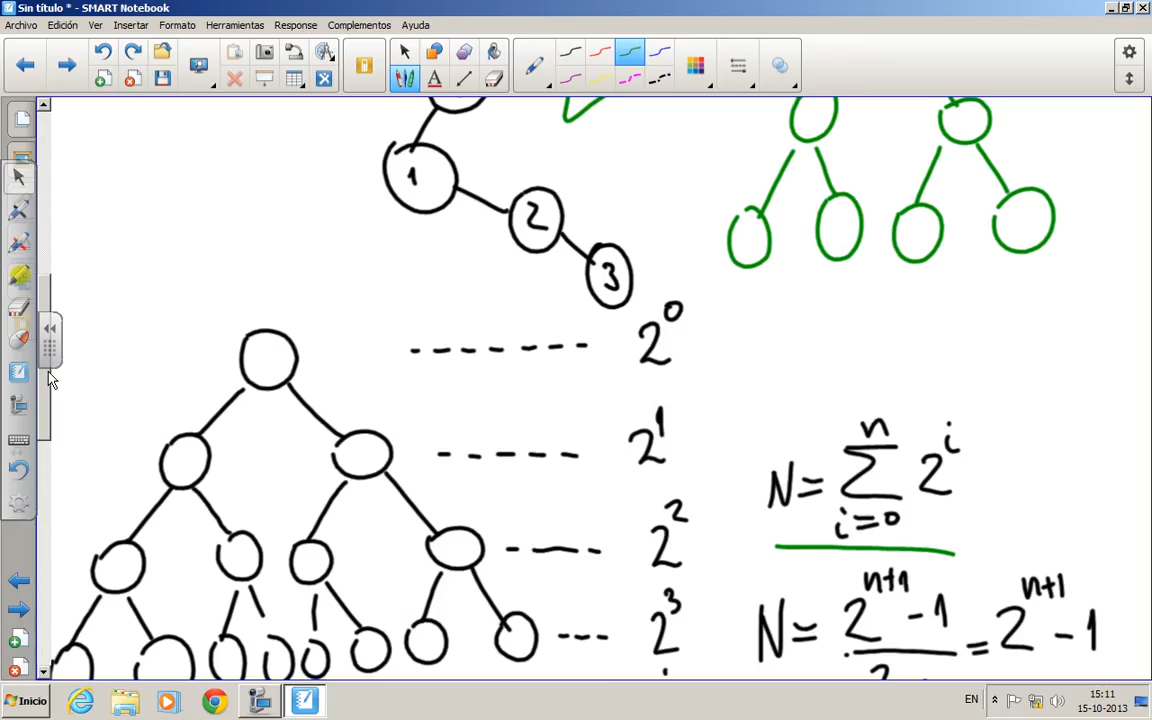 Sin título * - SMART Notebook
Archivo Edición Ver Insertar Formato Herramientas Response Complementos Ayuda
1
2
3
2^0
2^1
2^2
2^3
N = \sum_{i=0}^{n} 2^i
N = 2^{n+1} - 1 = 2^{n+1} - 1
Inicio
EN
15:11
15-10-2013